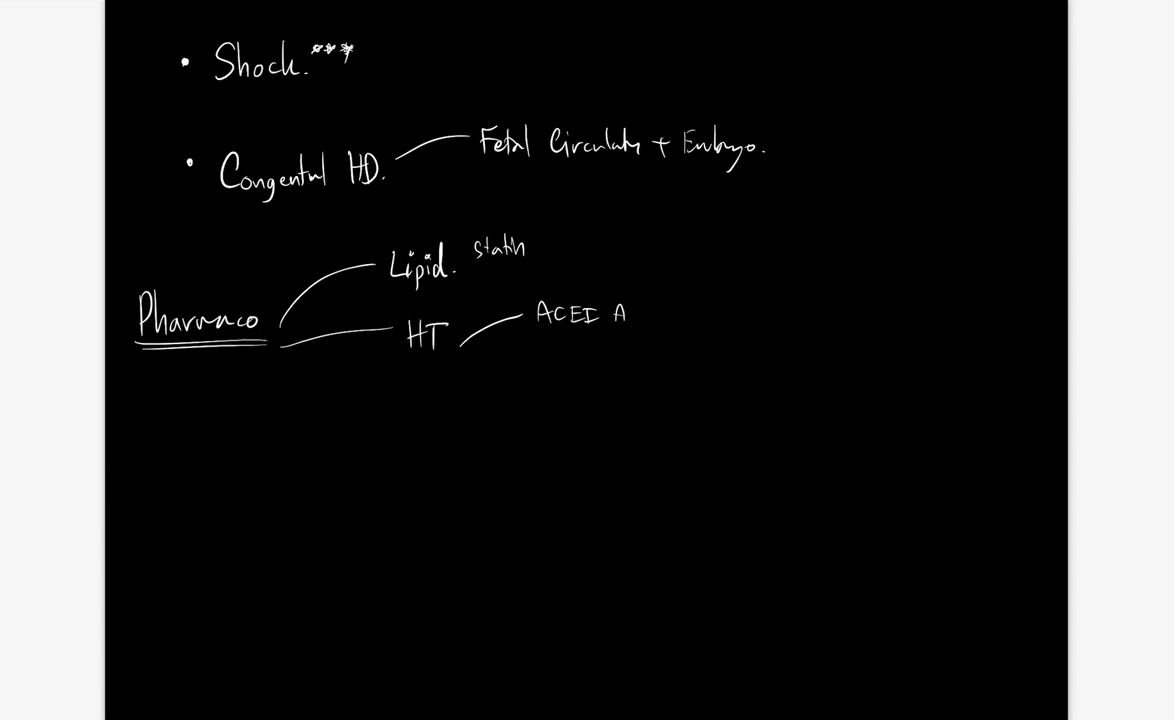 • Shock. ***
• Congental HD. Fetal Circulatn + Embryo.
Lipid. statin
Pharmaco
HT ACEI A